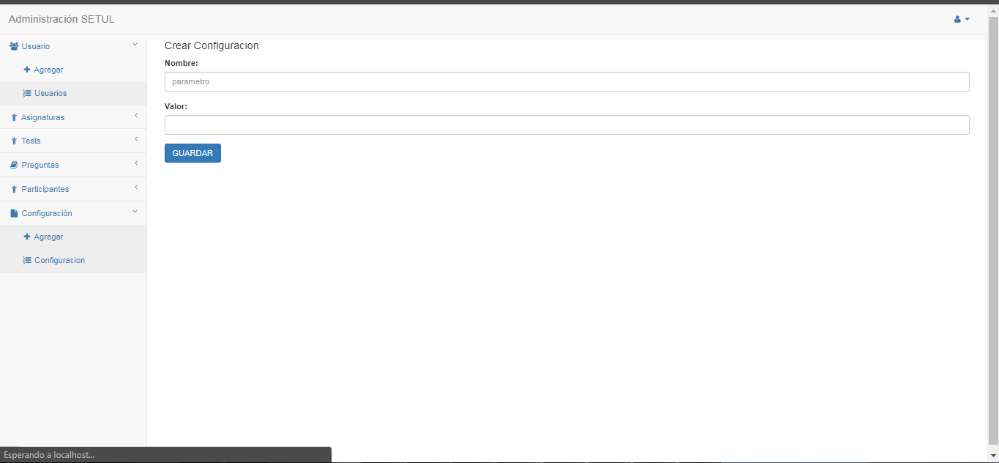 Administración SETUL
Usuario
Agregar
Usuarios
Asignaturas
Tests
Preguntas
Participantes
Configuración
Agregar
Configuracion
Crear Configuracion
Nombre:
parametro
Valor:
GUARDAR
Esperando a localhost...